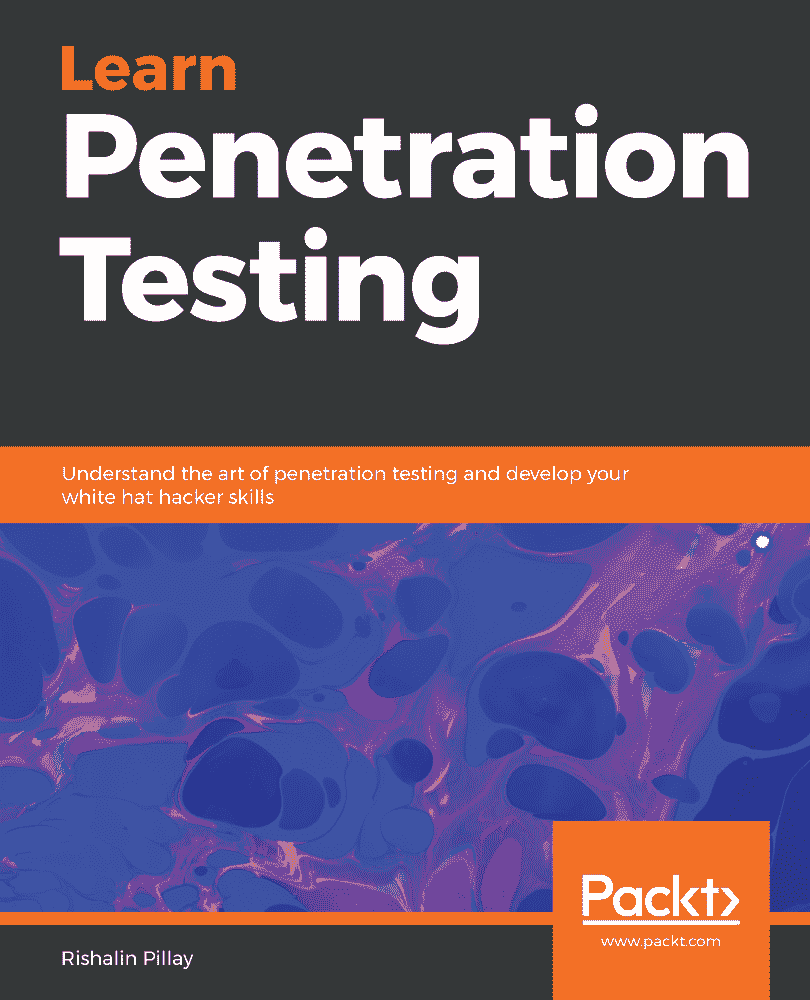 Learn
Penetration
Testing
Understand the art of penetration testing and develop your
white hat hacker skills
Packt>
www.packt.com
Rishalin Pillay